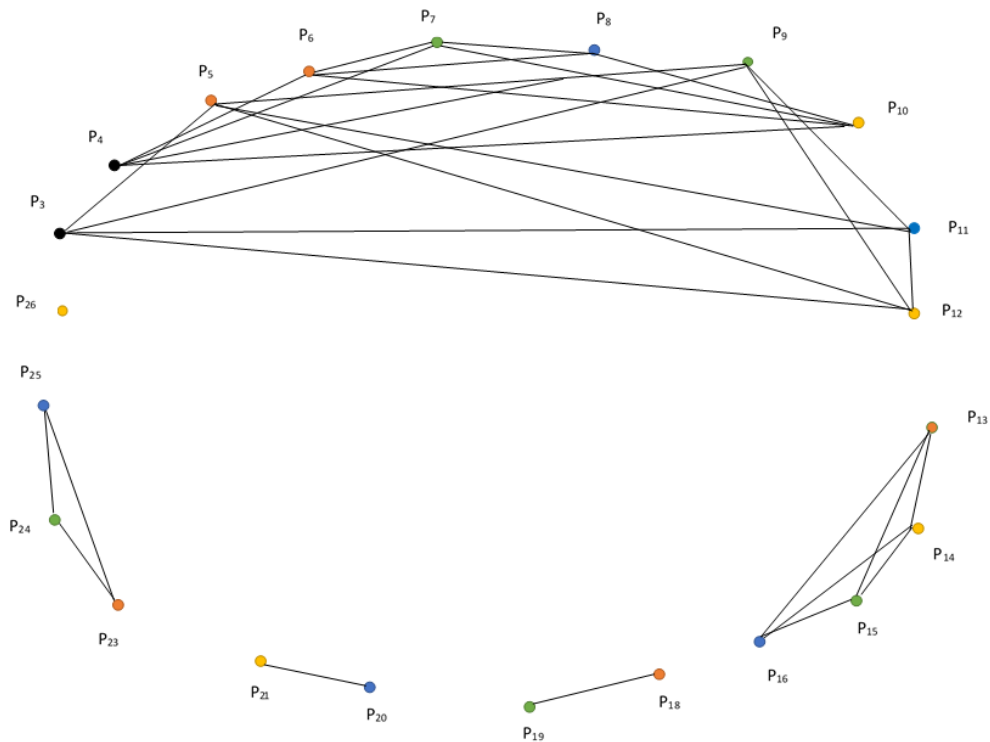 P₇
P₈
P₆
P₉
P₅
P₁₀
P₄
P₃
P₁₁
P₂₆
P₁₂
P₂₅
P₁₃
P₂₄
P₁₄
P₁₅
P₂₃
P₁₆
P₂₁
P₁₈
P₂₀
P₁₉